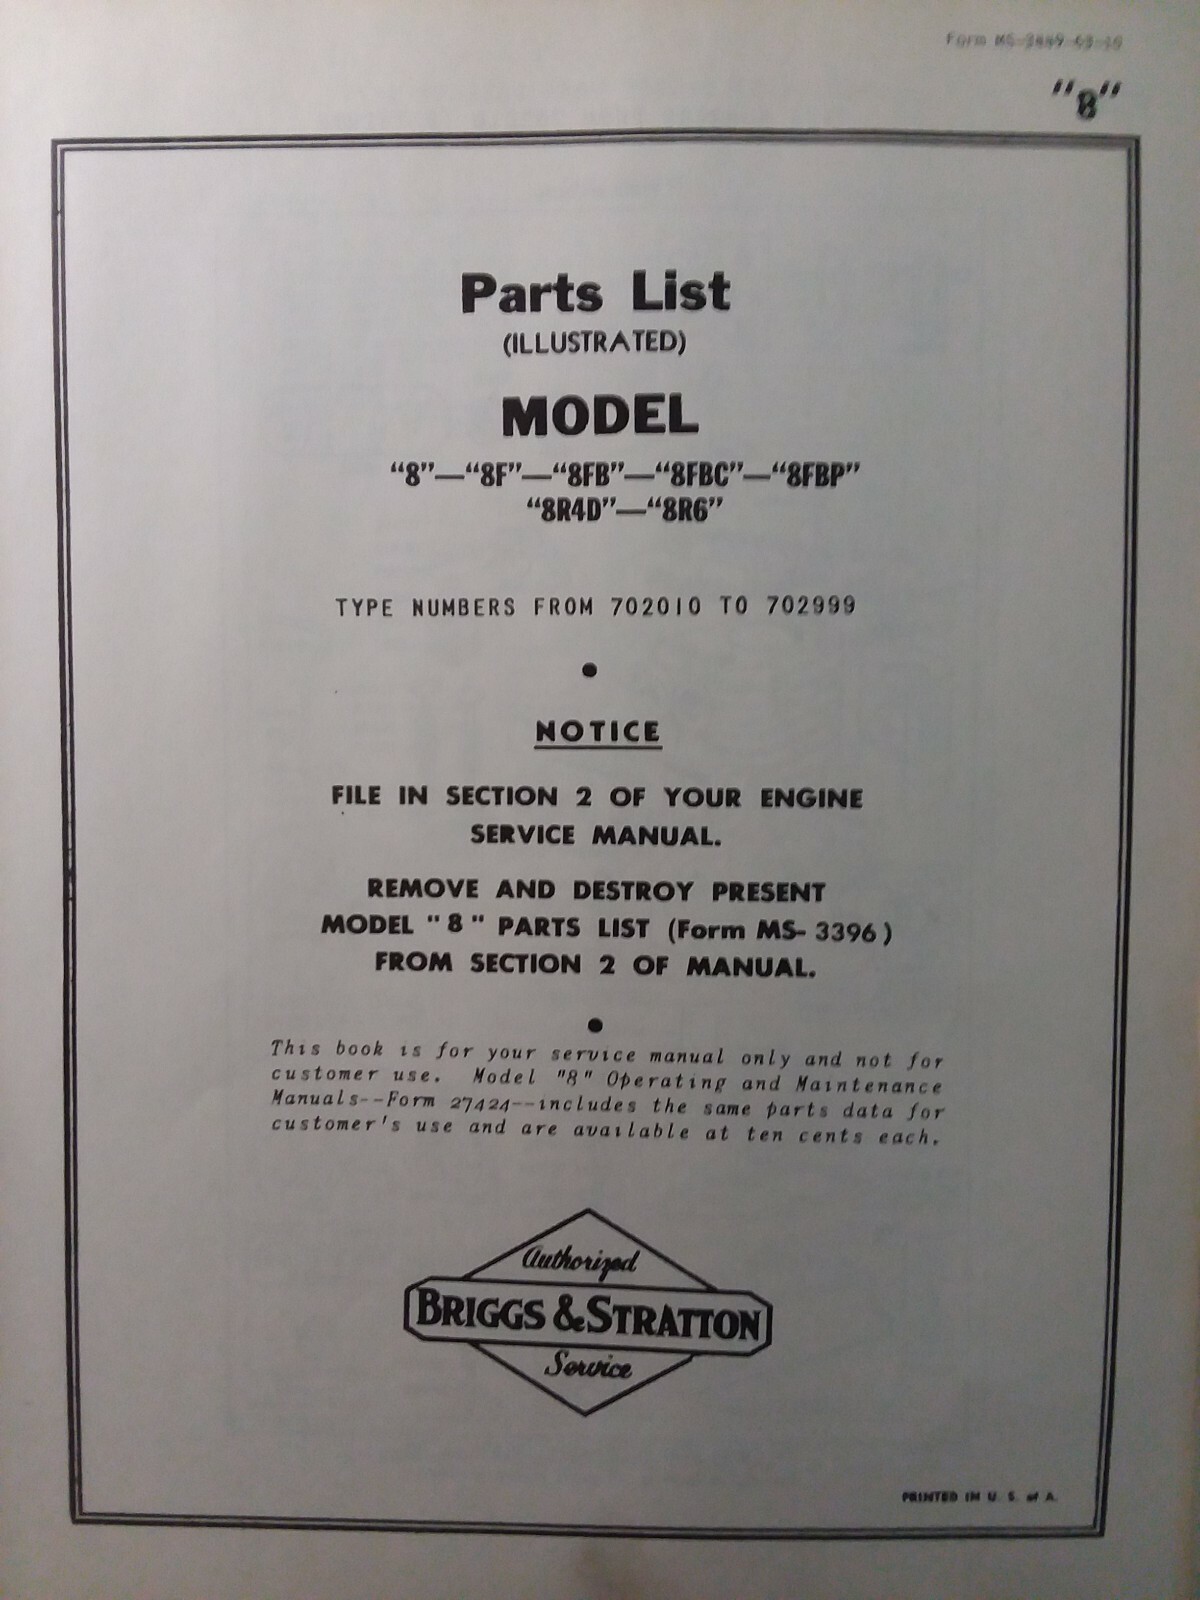 Form
"8"
Parts List
(ILLUSTRATED)
MODEL
“8”—“8F”—“8FB”—“8FBC”—“8FBP”
“8R4D”—“8R6”
TYPE NUMBERS FROM 702010 TO 702999
●
NOTICE
FILE IN SECTION 2 OF YOUR ENGINE
SERVICE MANUAL.
REMOVE AND DESTROY PRESENT
MODEL "8" PARTS LIST (Form MS- 3396)
FROM SECTION 2 OF MANUAL.
●
This book is for your service manual only and not for
customer use. Model "8" Operating and Maintenance
Manuals--Form 27424--includes the same parts data for
customer's use and are available at ten cents each.
Authorized
BRIGGS & STRATTON
Service
PRINTED IN U. S. of A.